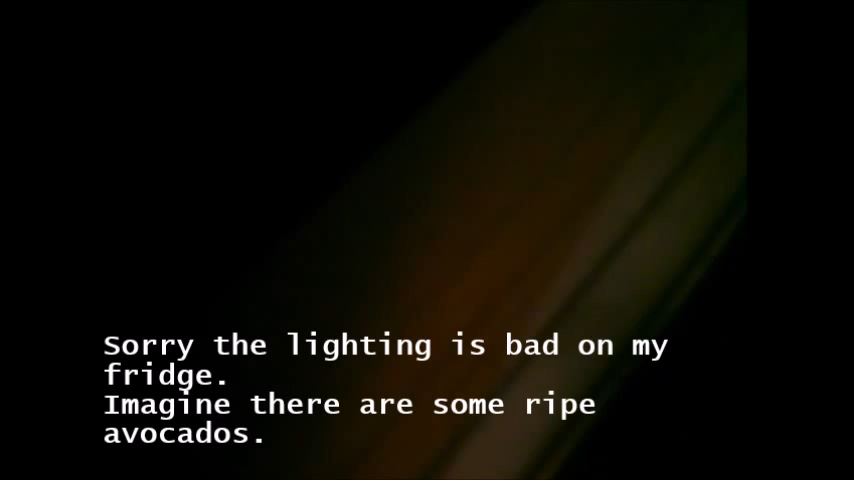 Sorry the lighting is bad on my
fridge.
Imagine there are some ripe
avocados.